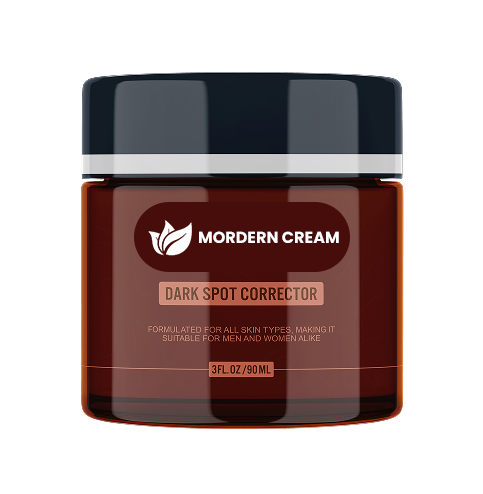 MORDERN CREAM
DARK SPOT CORRECTOR
FORMULATED FOR ALL SKIN TYPES, MAKING IT
SUITABLE FOR MEN AND WOMEN ALIKE
3FL.OZ/90ML